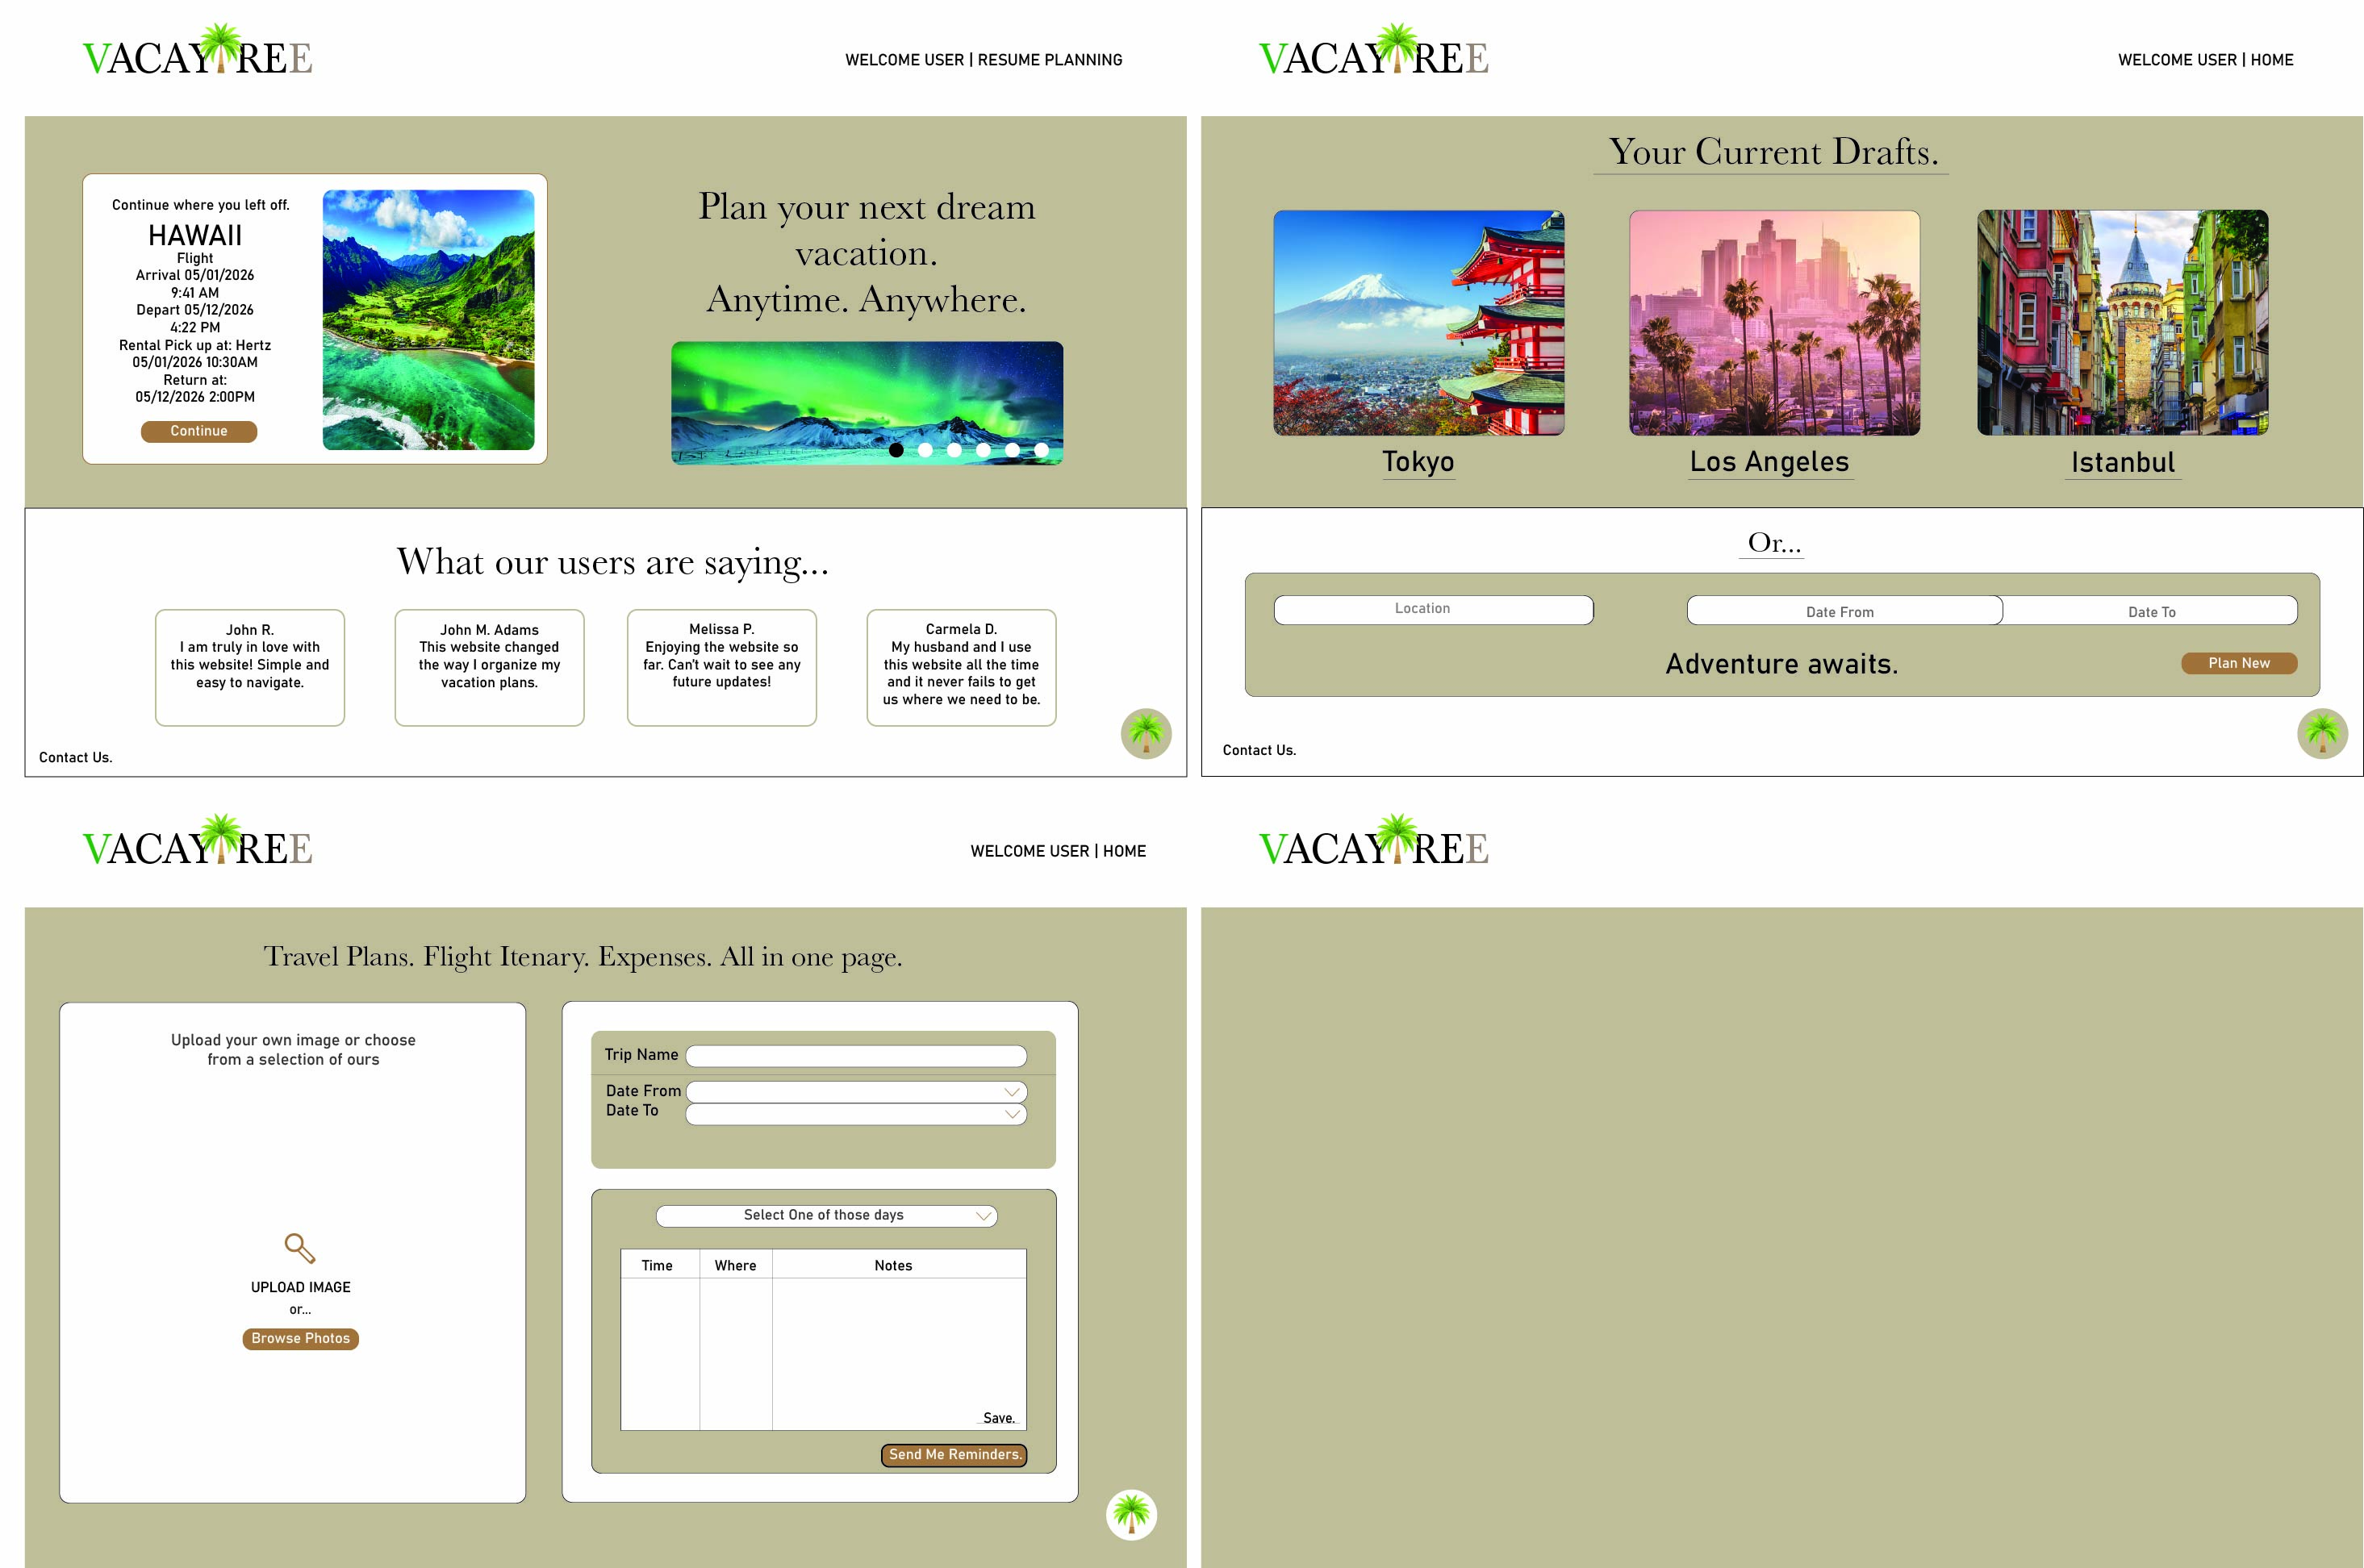 VACAYTREE
WELCOME USER | RESUME PLANNING
Continue where you left off.
HAWAII
Flight
Arrival 05/01/2026
9:41 AM
Depart 05/12/2026
4:22 PM
Rental Pick up at: Hertz
05/01/2026 10:30AM
Return at:
05/12/2026 2:00PM
Continue
Plan your next dream
vacation.
Anytime. Anywhere.
What our users are saying...
John R.
I am truly in love with
this website! Simple and
easy to navigate.
John M. Adams
This website changed
the way I organize my
vacation plans.
Melissa P.
Enjoying the website so
far. Can't wait to see any
future updates!
Carmela D.
My husband and I use
this website all the time
and it never fails to get
us where we need to be.
Contact Us.
VACAYTREE
WELCOME USER | HOME
Your Current Drafts.
Tokyo
Los Angeles
Istanbul
Or...
Location
Date From
Date To
Adventure awaits.
Plan New
Contact Us.
VACAYTREE
WELCOME USER | HOME
Travel Plans. Flight Itenary. Expenses. All in one page.
Upload your own image or choose
from a selection of ours
UPLOAD IMAGE
or...
Browse Photos
Trip Name
Date From
Date To
Select One of those days
Time Where Notes
Save.
Send Me Reminders.
VACAYTREE